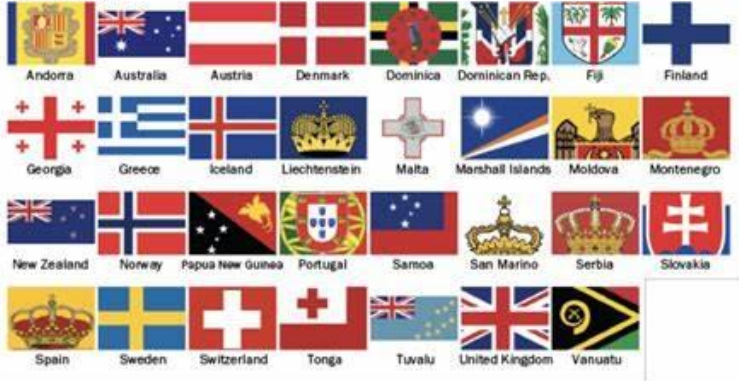 Andorra Australia Austria Denmark Dominica Dominican Rep. Fiji Finland
Georgia Greece Iceland Liechtenstein Malta Marshall Islands Moldova Montenegro
New Zealand Norway Papua New Guinea Portugal Samoa San Marino Serbia Slovakia
Spain Sweden Switzerland Tonga Tuvalu United Kingdom Vanuatu